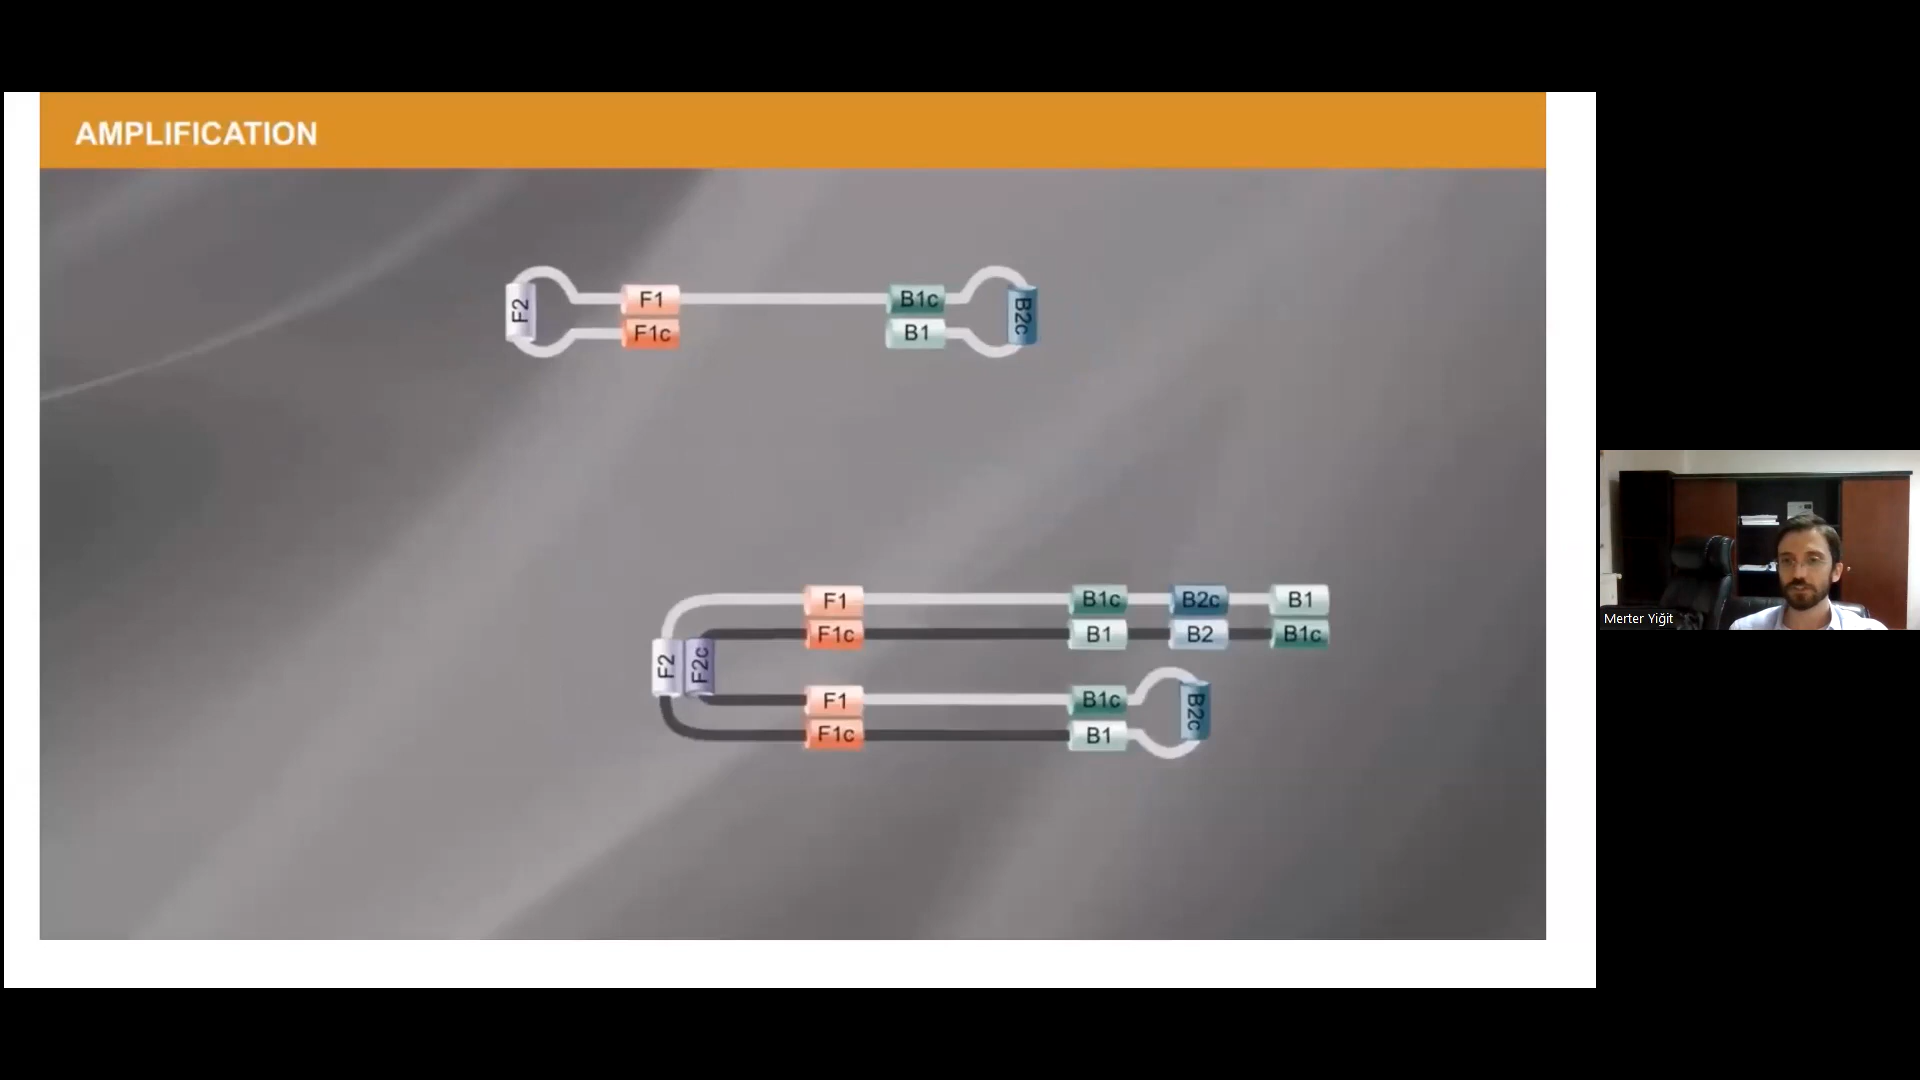 AMPLIFICATION
F2
F1
F1c
B1c
B1
B2c
F1
B1c
B2c
B1
F1c
B1
B2
B1c
F2
F2c
F1
B1c
B2c
F1c
B1
Merter Yiğit